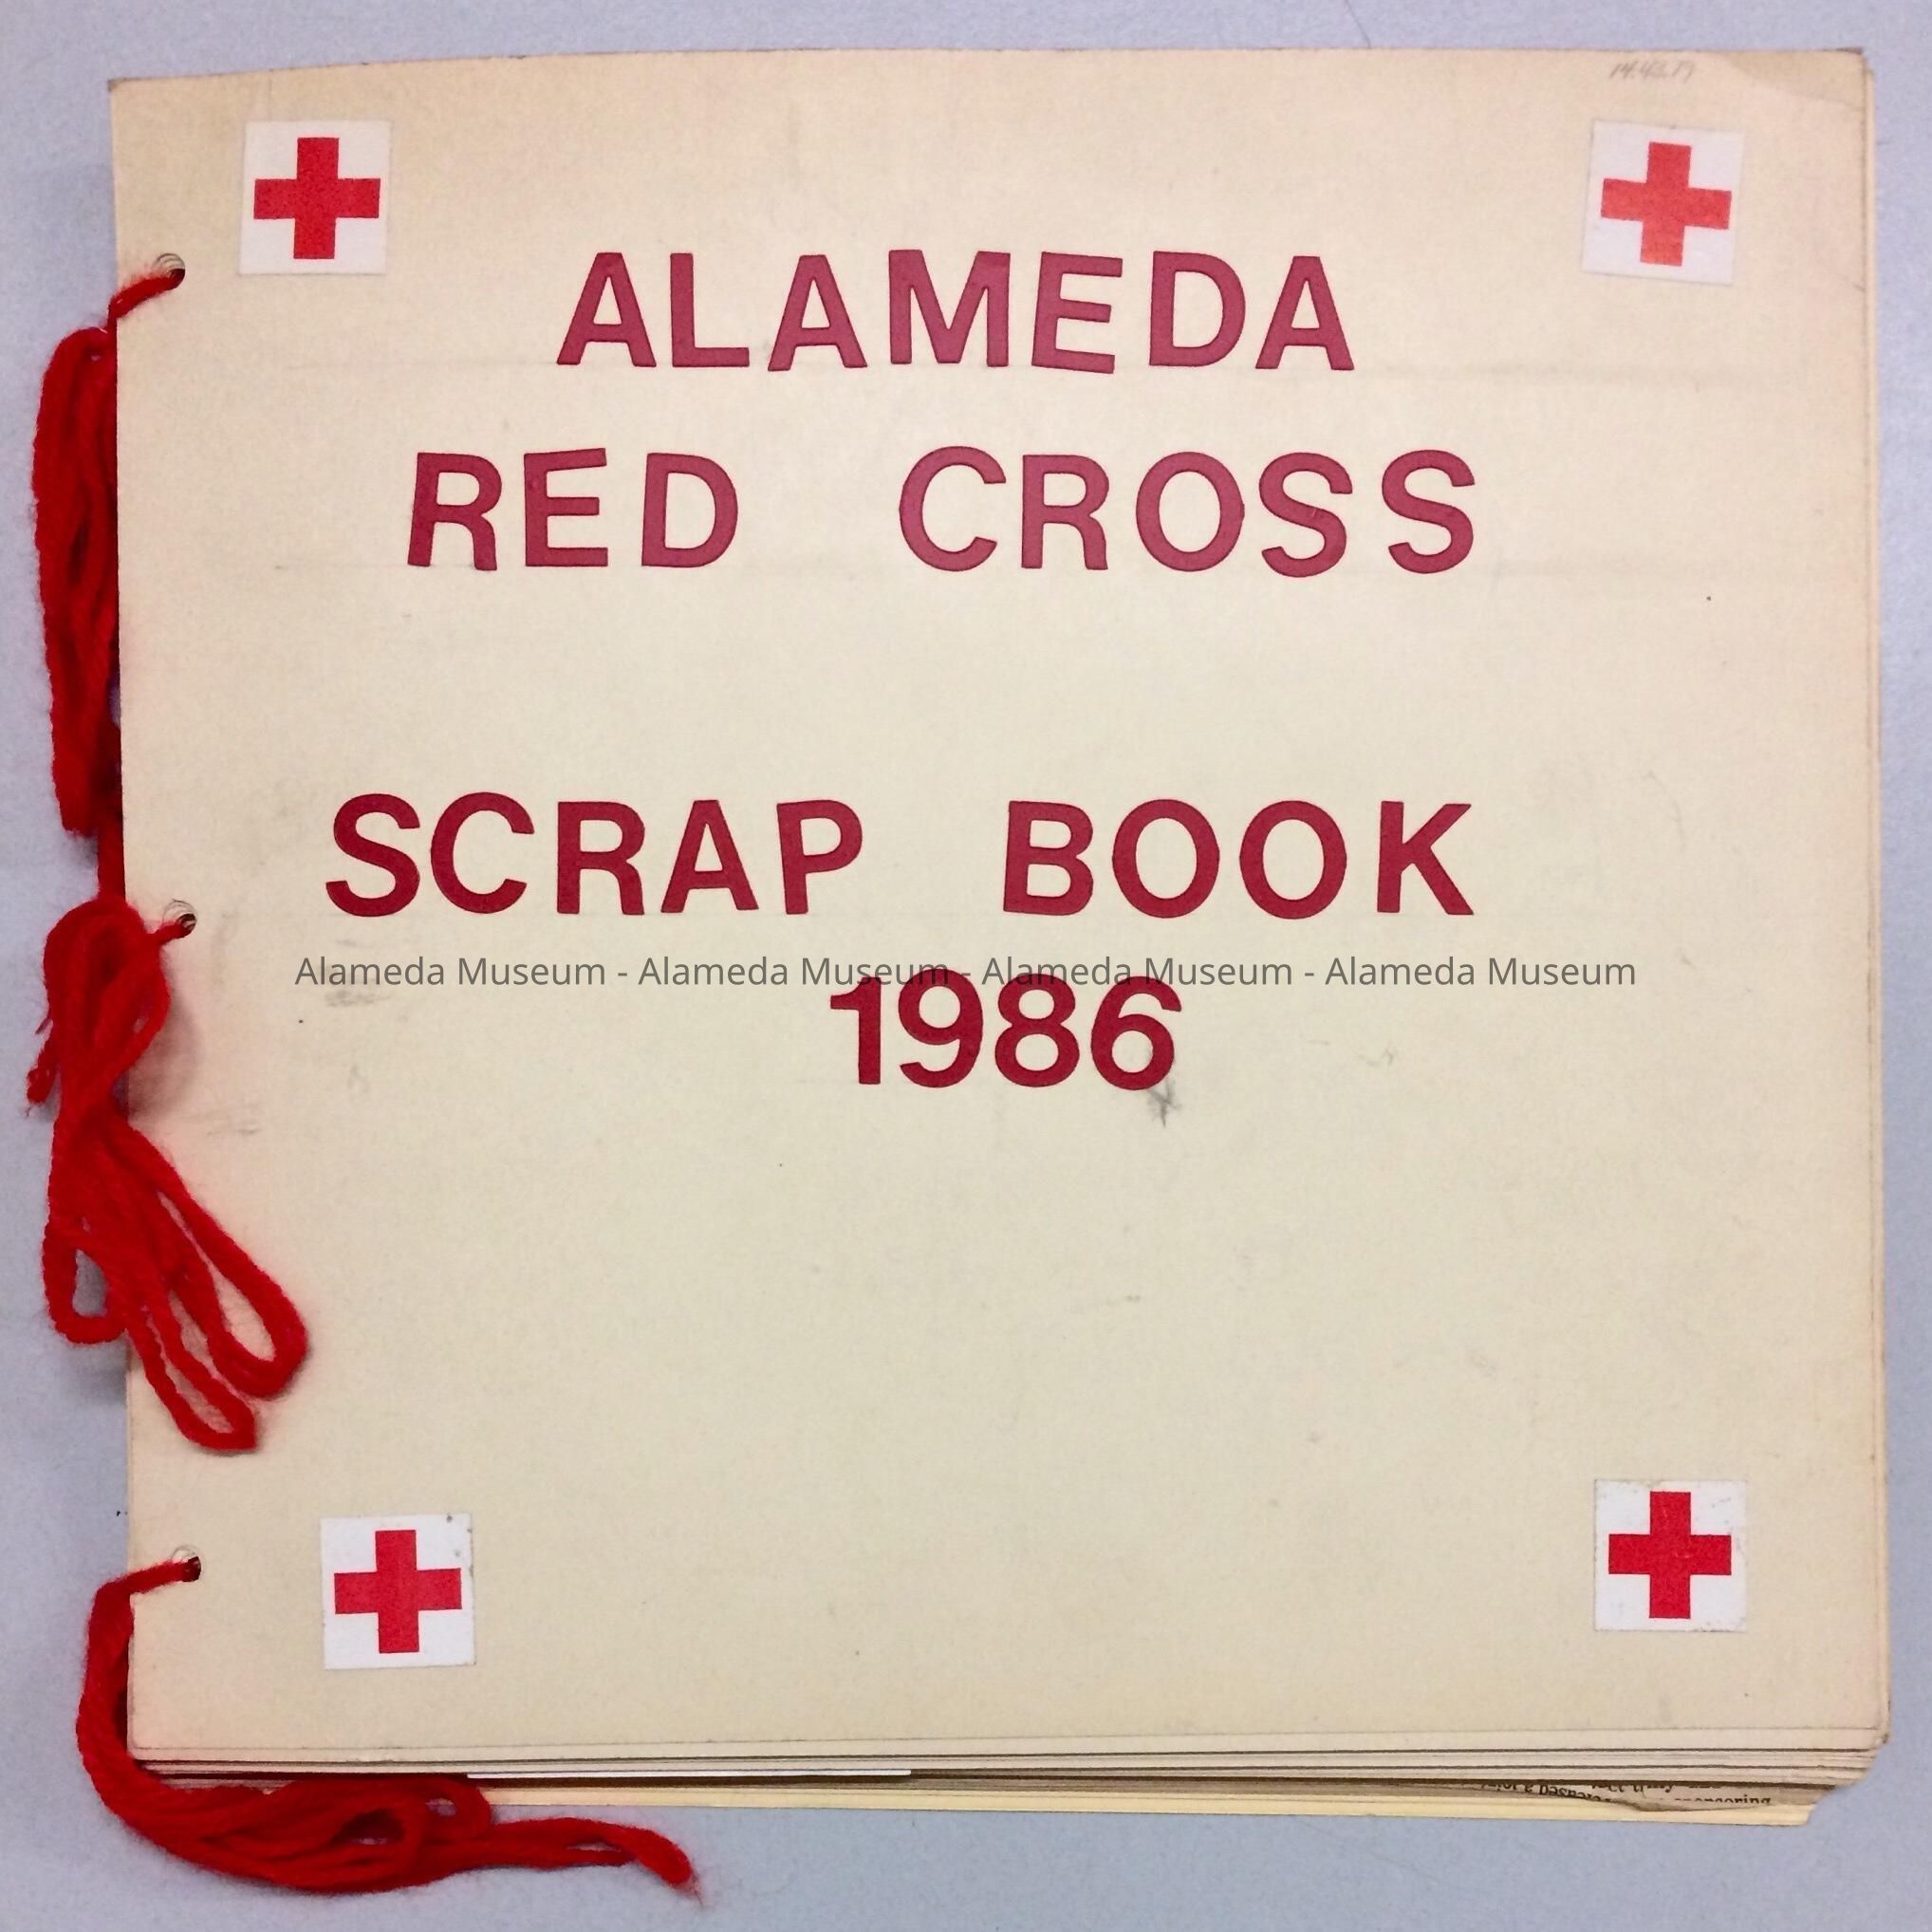 ALAMEDA
RED CROSS
SCRAP BOOK
Alameda Museum - Alameda Museum - Alameda Museum - Alameda Museum
1986